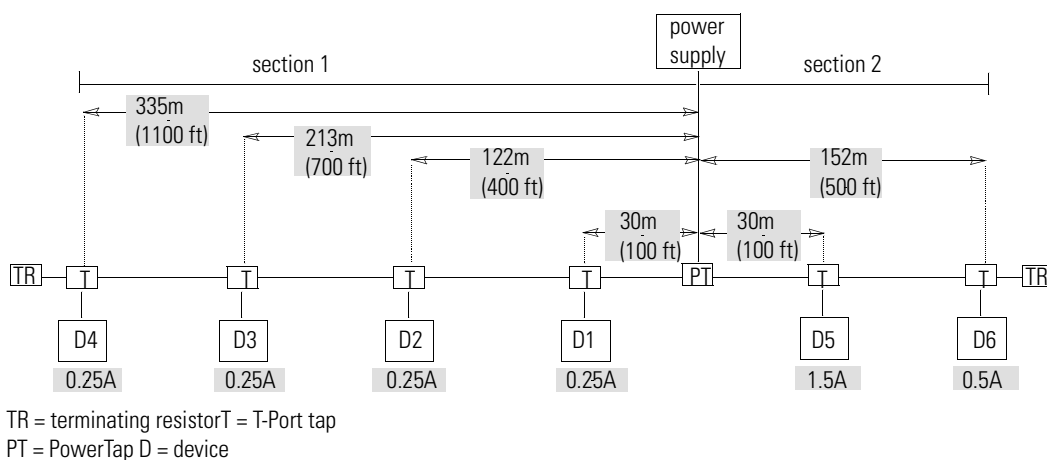 power
supply
section 1
section 2
335m
(1100 ft)
213m
(700 ft)
122m
(400 ft)
152m
(500 ft)
30m
(100 ft)
30m
(100 ft)
TR T T T T PT T T TR
D4 D3 D2 D1 D5 D6
0.25A 0.25A 0.25A 0.25A 1.5A 0.5A
TR = terminating resistorT = T-Port tap
PT = PowerTap D = device